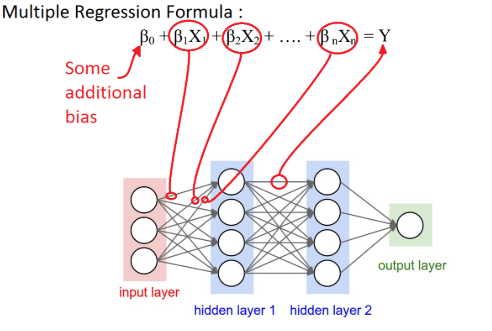 Multiple Regression Formula :
β₀ + β₁X₁ + β₂X₂ + .... + βₙXₙ = Y
Some
additional
bias
input layer
hidden layer 1
hidden layer 2
output layer